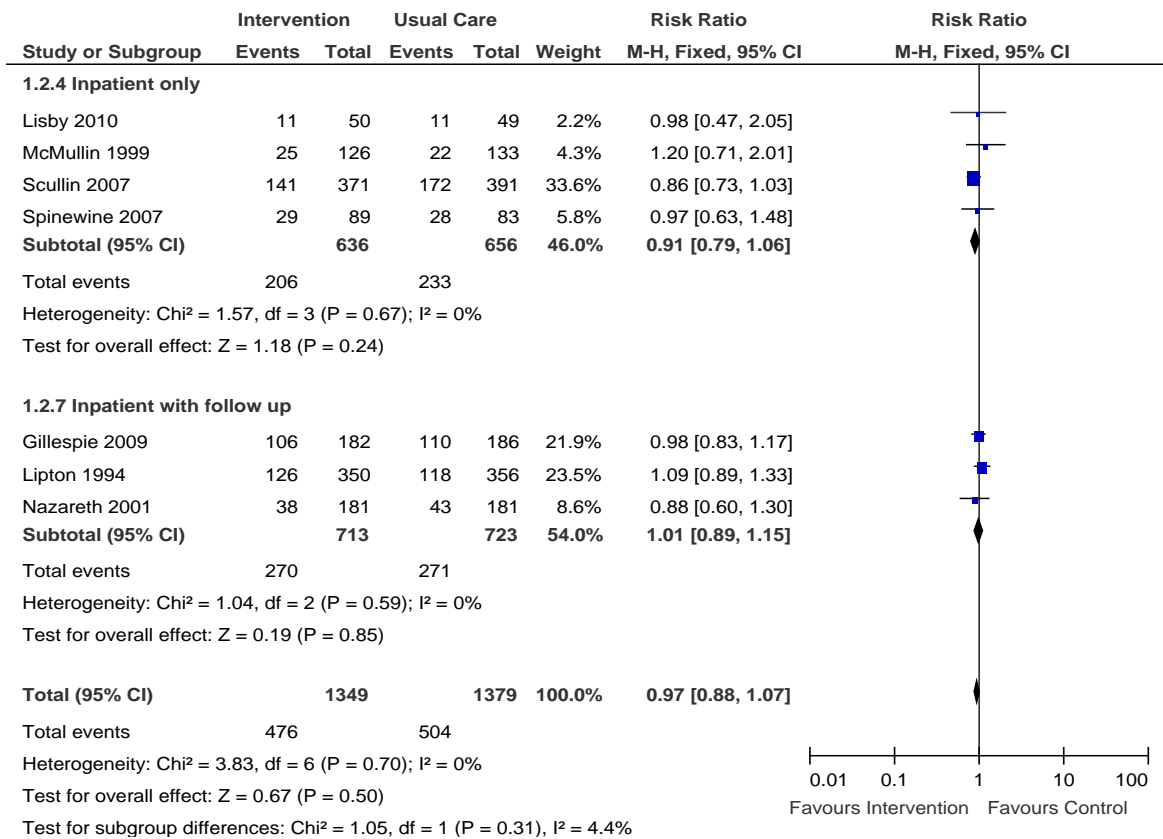 Intervention Usual Care Risk Ratio Risk Ratio
Study or Subgroup Events Total Events Total Weight M-H, Fixed, 95% CI M-H, Fixed, 95% CI
1.2.4 Inpatient only
Lisby 2010 11 50 11 49 2.2% 0.98 [0.47, 2.05]
McMullin 1999 25 126 22 133 4.3% 1.20 [0.71, 2.01]
Scullin 2007 141 371 172 391 33.6% 0.86 [0.73, 1.03]
Spinewine 2007 29 89 28 83 5.8% 0.97 [0.63, 1.48]
Subtotal (95% CI) 636 656 46.0% 0.91 [0.79, 1.06]
Total events 206 233
Heterogeneity: Chi² = 1.57, df = 3 (P = 0.67); I² = 0%
Test for overall effect: Z = 1.18 (P = 0.24)
1.2.7 Inpatient with follow up
Gillespie 2009 106 182 110 186 21.9% 0.98 [0.83, 1.17]
Lipton 1994 126 350 118 356 23.5% 1.09 [0.89, 1.33]
Nazareth 2001 38 181 43 181 8.6% 0.88 [0.60, 1.30]
Subtotal (95% CI) 713 723 54.0% 1.01 [0.89, 1.15]
Total events 270 271
Heterogeneity: Chi² = 1.04, df = 2 (P = 0.59); I² = 0%
Test for overall effect: Z = 0.19 (P = 0.85)
Total (95% CI) 1349 1379 100.0% 0.97 [0.88, 1.07]
Total events 476 504
Heterogeneity: Chi² = 3.83, df = 6 (P = 0.70); I² = 0%
Test for overall effect: Z = 0.67 (P = 0.50)
Test for subgroup differences: Chi² = 1.05, df = 1 (P = 0.31), I² = 4.4%
0.01 0.1 1 10 100
Favours Intervention Favours Control